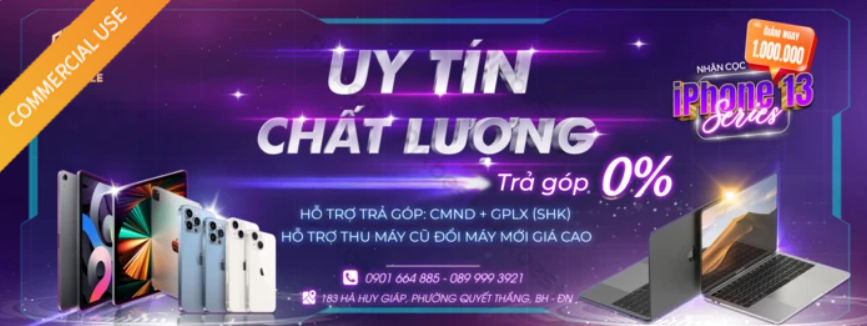 COMMERCIAL USE
UY TÍN
CHẤT LƯỢNG
Trả góp 0%
HỖ TRỢ TRẢ GÓP: CMND + GPLX (SHK)
HỖ TRỢ THU MÁY CŨ ĐỔI MÁY MỚI GIÁ CAO
0901 664 885 - 089 999 3921
183 HÀ HUY GIÁP, PHƯỜNG QUYẾT THẮNG, BH - ĐN
GIẢM NGAY
1.000.000
NHẬN CỌC
iPhone 13
Series